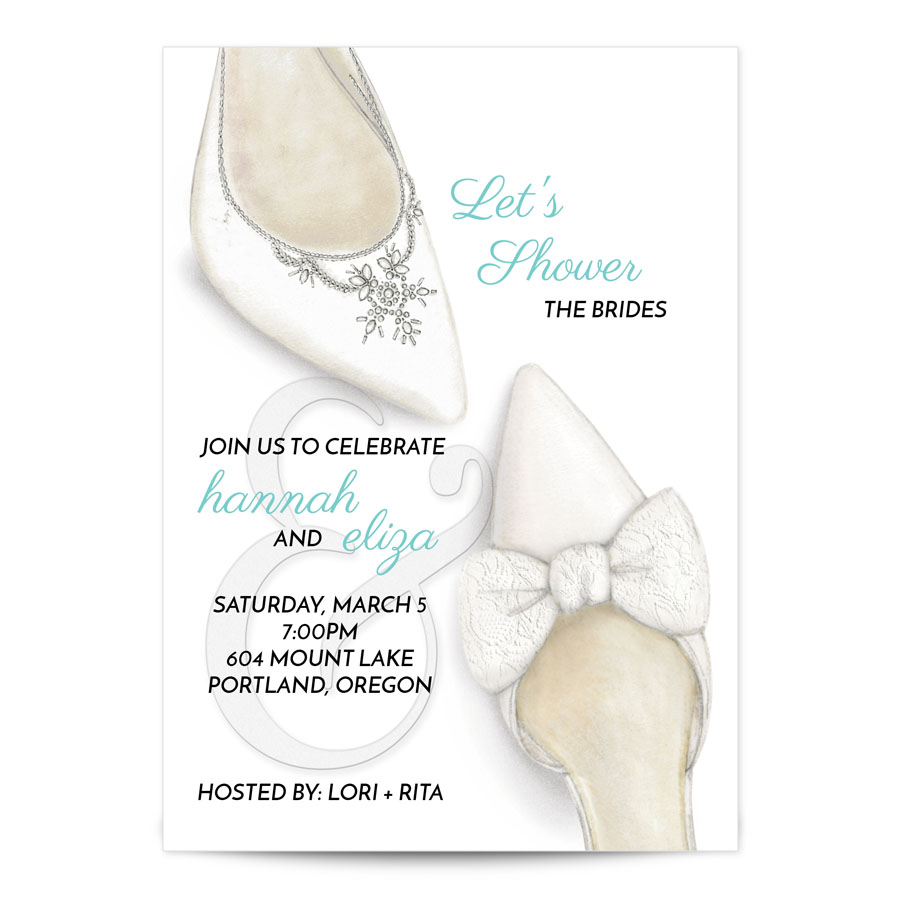 Let's
Shower
THE BRIDES
&
JOIN US TO CELEBRATE
hannah
AND eliza
SATURDAY, MARCH 5
7:00PM
604 MOUNT LAKE
PORTLAND, OREGON
HOSTED BY: LORI + RITA